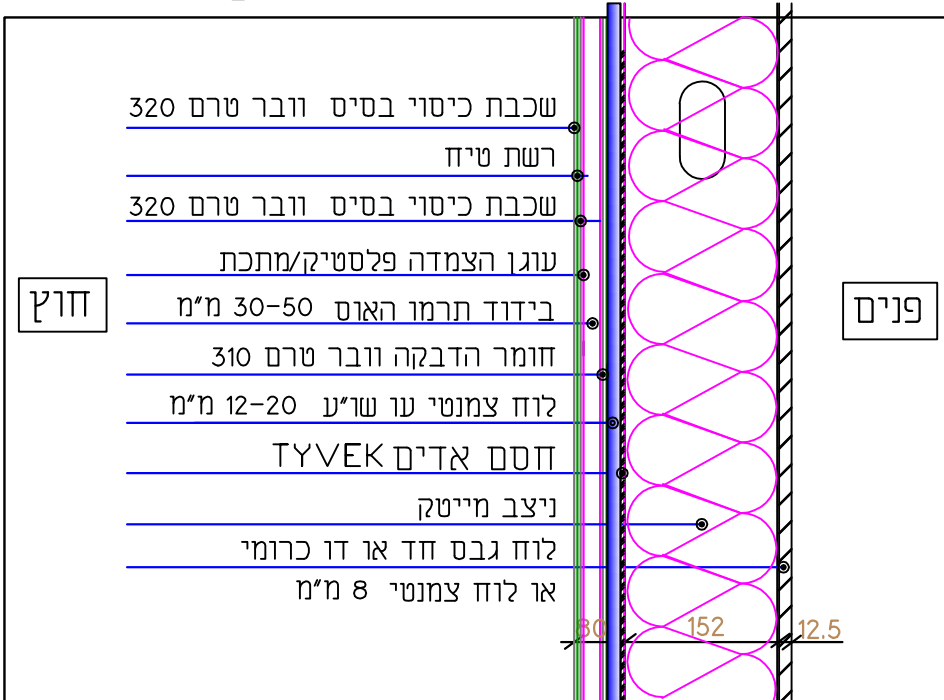 שכבת כיסוי בסיס וובר טרם 320
רשת טיח
שכבת כיסוי בסיס וובר טרם 320
עוגן הצמדה פלסטיק/מתכת
בידוד תרמו האוס 30-50 מ"מ
חומר הדבקה וובר טרם 310
לוח צמנטי עו שו"ע 12-20 מ"מ
חסם אדים TYVEK
ניצב מייטק
לוח גבס חד או דו כרומי
או לוח צמנטי 8 מ"מ
חוץ
פנים
80
152
12.5